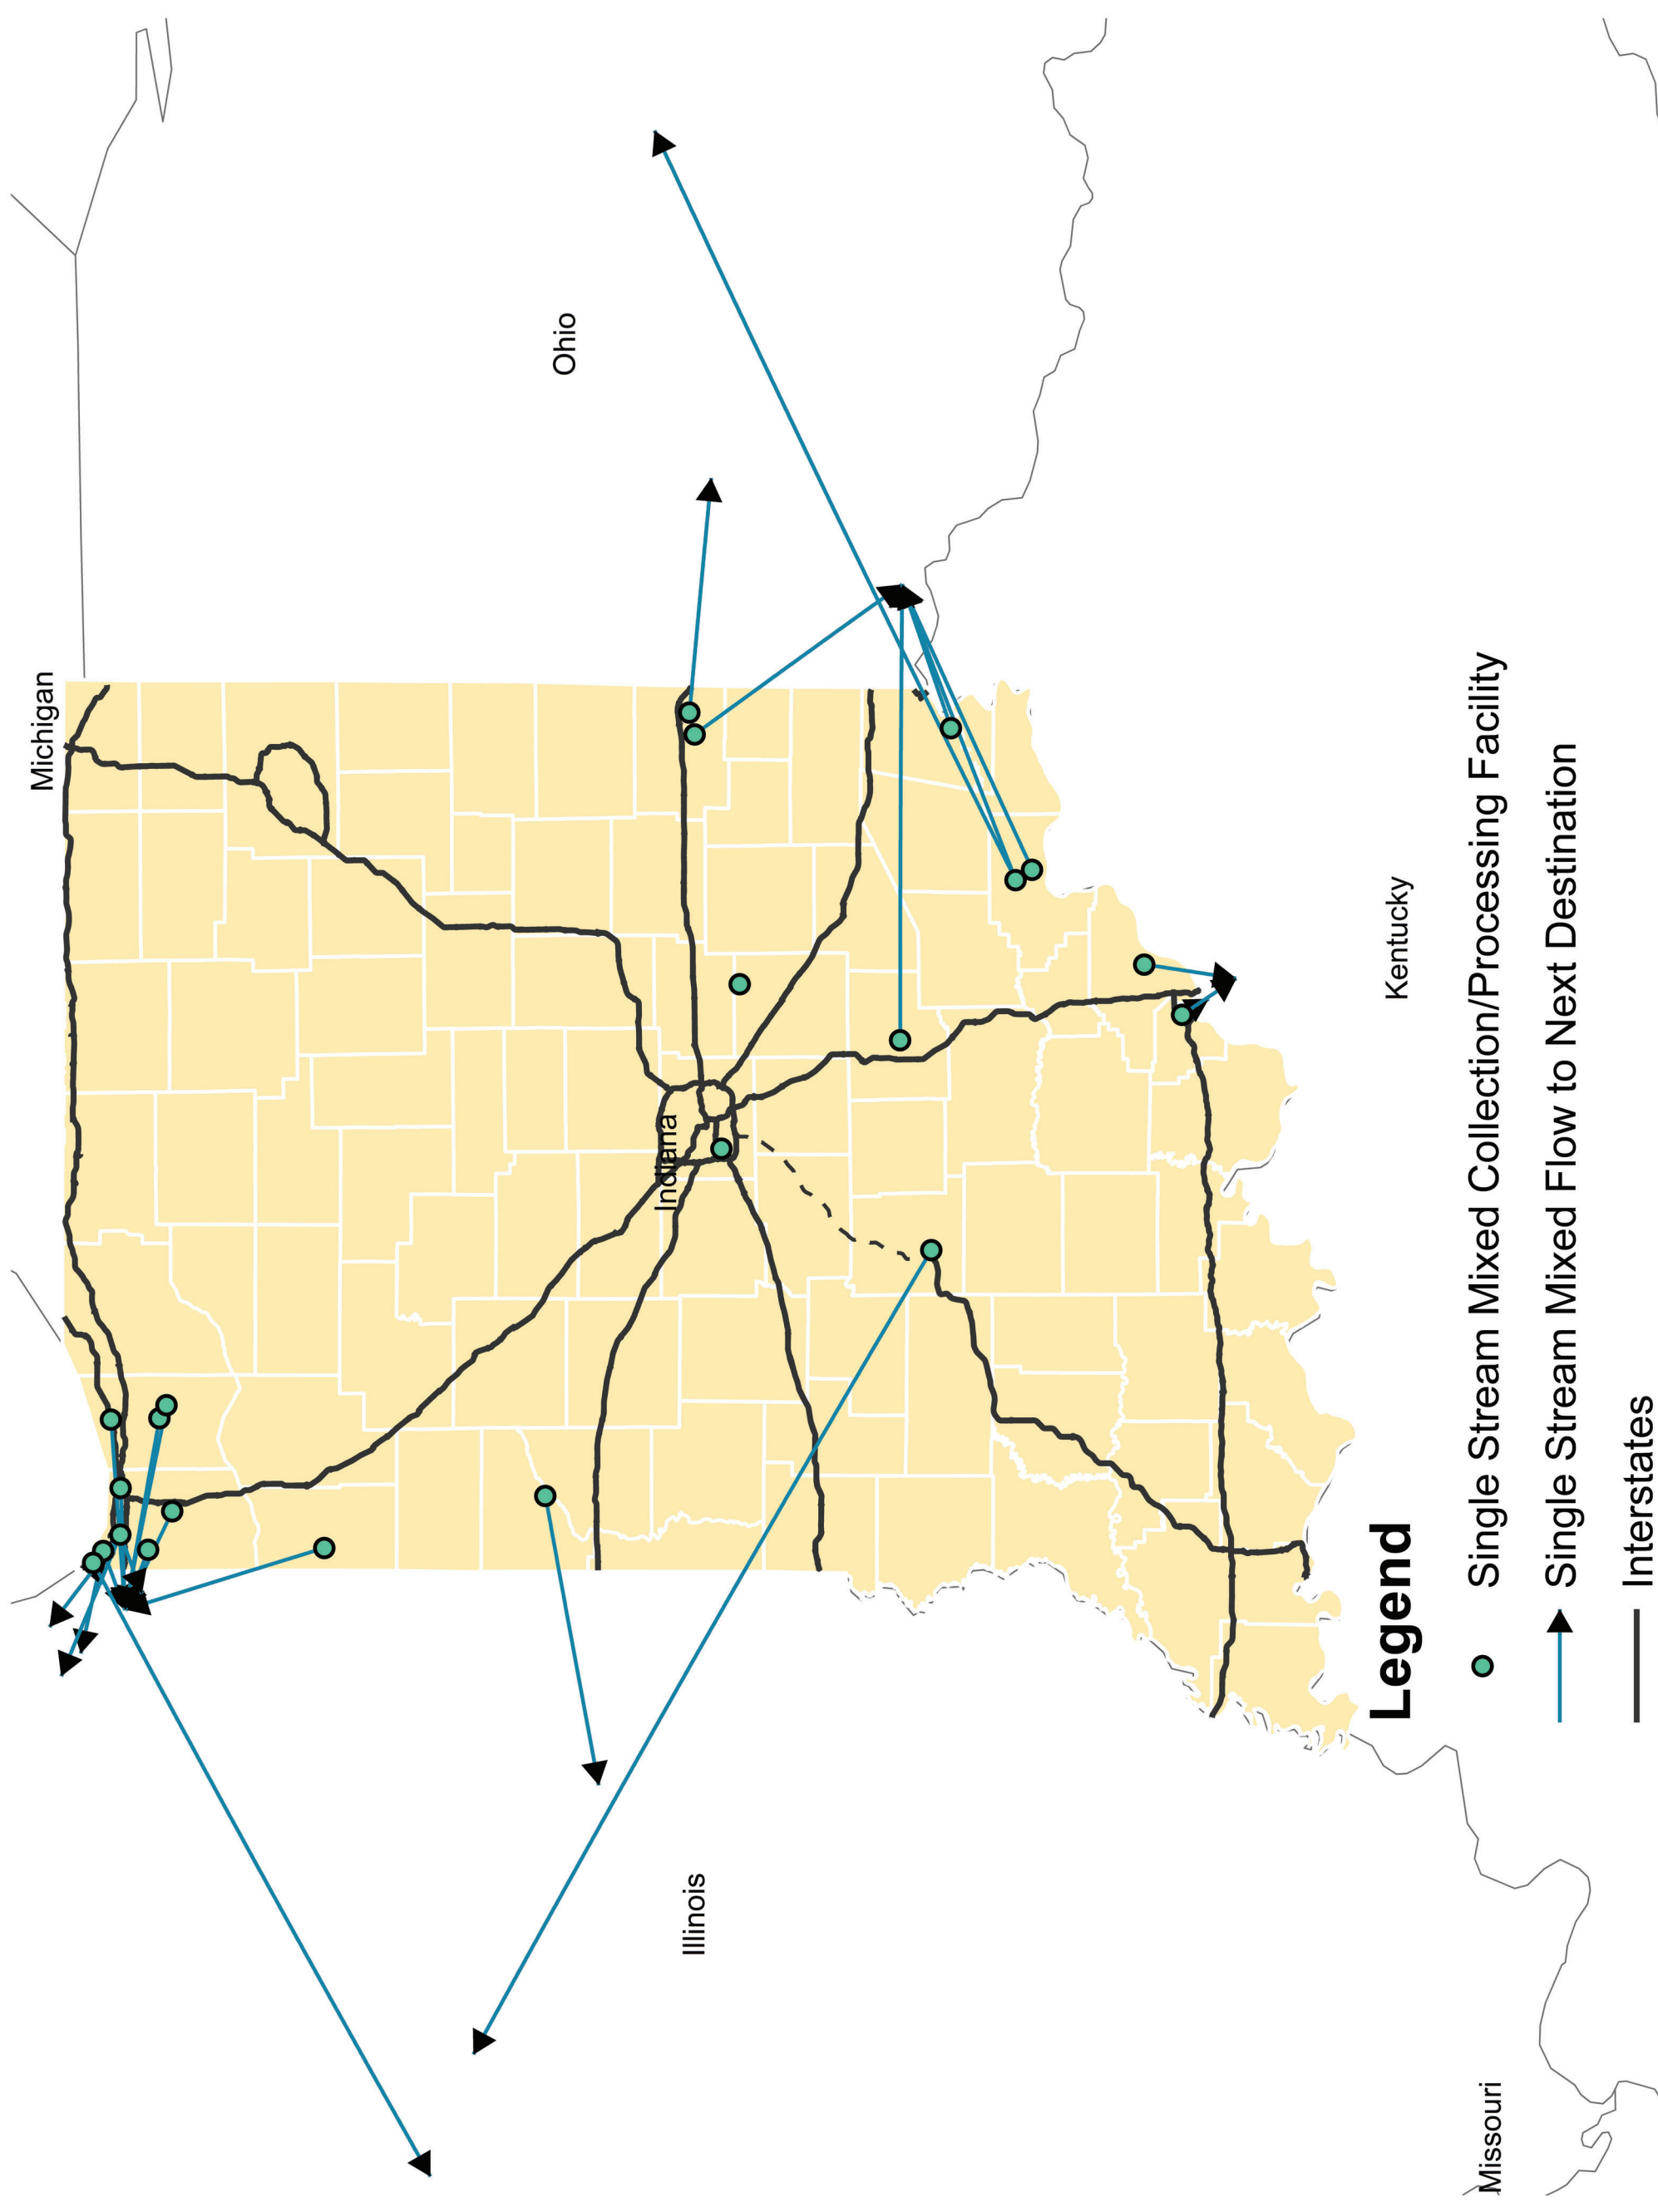 Michigan
Ohio
Indiana
Illinois
Kentucky
Missouri
Legend
Single Stream Mixed Collection/Processing Facility
Single Stream Mixed Flow to Next Destination
Interstates